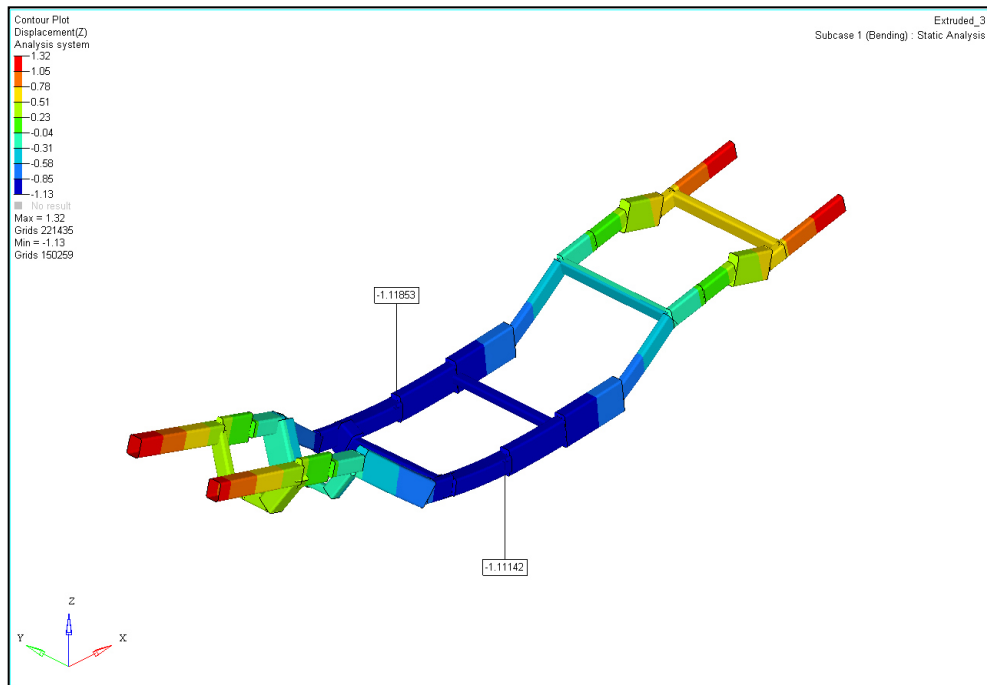 Contour Plot
Displacement(Z)
Analysis system
1.32
1.05
0.78
0.51
0.23
-0.04
-0.31
-0.58
-0.85
-1.13
No result
Max = 1.32
Grids 221435
Min = -1.13
Grids 150259
Extruded_3
Subcase 1 (Bending) : Static Analysis
-1.11853
-1.11142
Z
Y
X